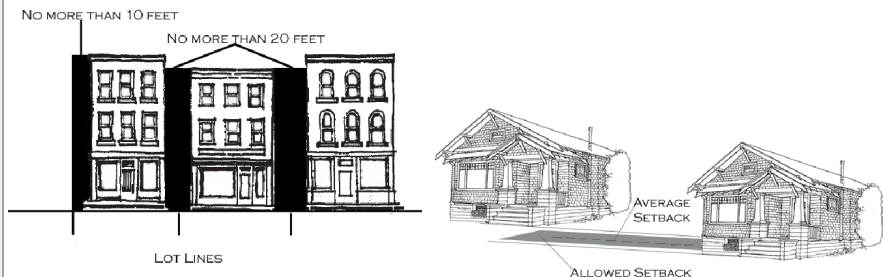 NO MORE THAN 10 FEET
NO MORE THAN 20 FEET
LOT LINES
AVERAGE
SETBACK
ALLOWED SETBACK